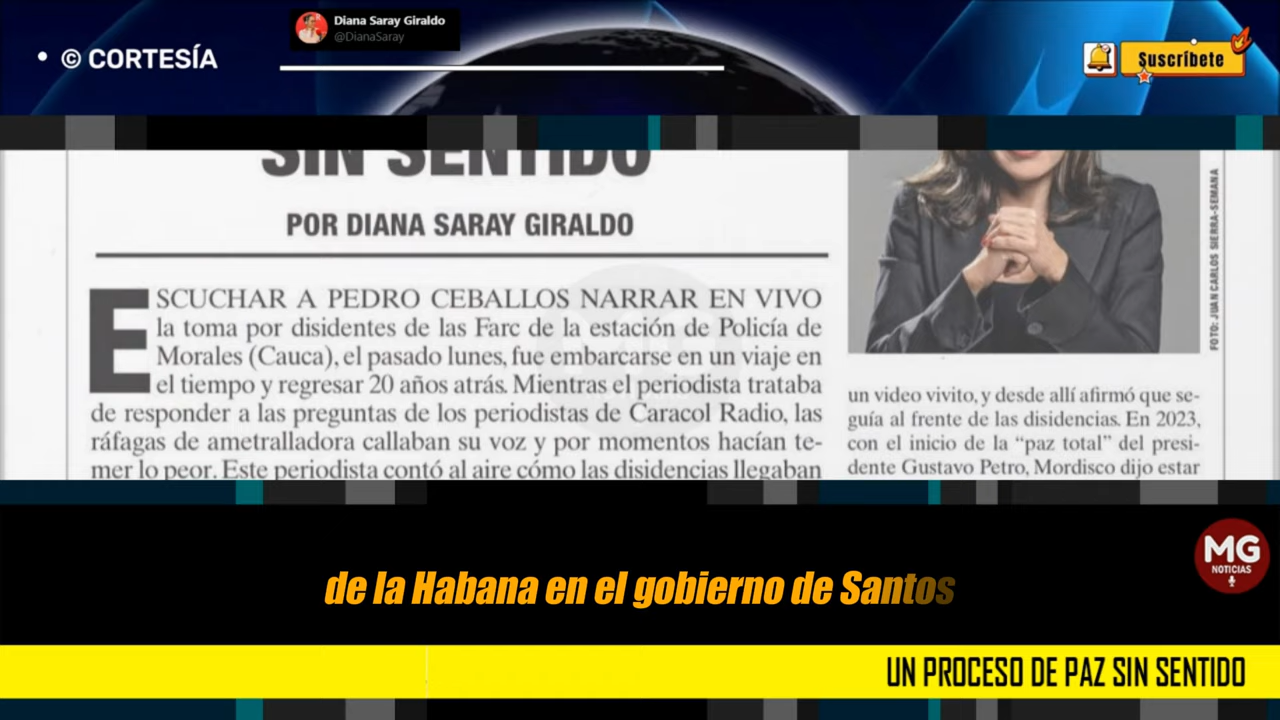 Diana Saray Giraldo
@DianaSaray
• © CORTESÍA
Suscríbete
SIN SENTIDO
POR DIANA SARAY GIRALDO
ESCUCHAR A PEDRO CEBALLOS NARRAR EN VIVO
la toma por disidentes de las Farc de la estación de Policía de
Morales (Cauca), el pasado lunes, fue embarcarse en un viaje en
el tiempo y regresar 20 años atrás. Mientras el periodista trataba
de responder a las preguntas de los periodistas de Caracol Radio, las
ráfagas de ametralladora callaban su voz y por momentos hacían te-
mer lo peor. Este periodista contó al aire cómo las disidencias llegaban
FOTO: JUAN CARLOS SIERRA-SEMANA
un video vivito, y desde allí afirmó que se-
guía al frente de las disidencias. En 2023,
con el inicio de la “paz total” del presi-
dente Gustavo Petro, Mordisco dijo estar
de la Habana en el gobierno de Santos
MG
NOTICIAS
UN PROCESO DE PAZ SIN SENTIDO